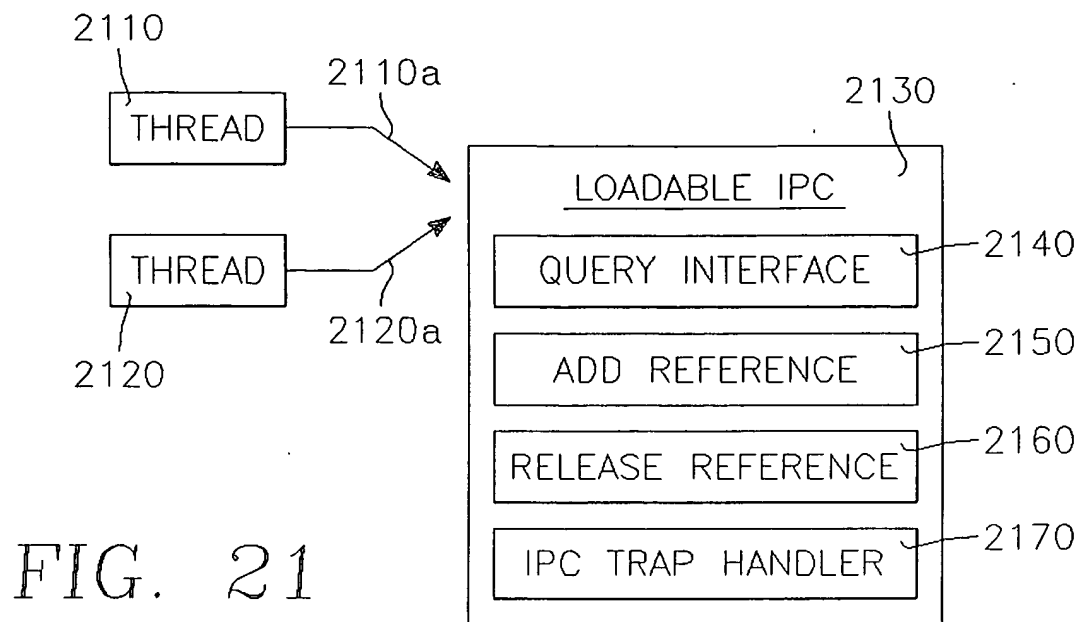 2110
2110a
THREAD
2130
LOADABLE IPC
THREAD
2120
2120a
QUERY INTERFACE
2140
ADD REFERENCE
2150
RELEASE REFERENCE
2160
IPC TRAP HANDLER
2170
FIG. 21